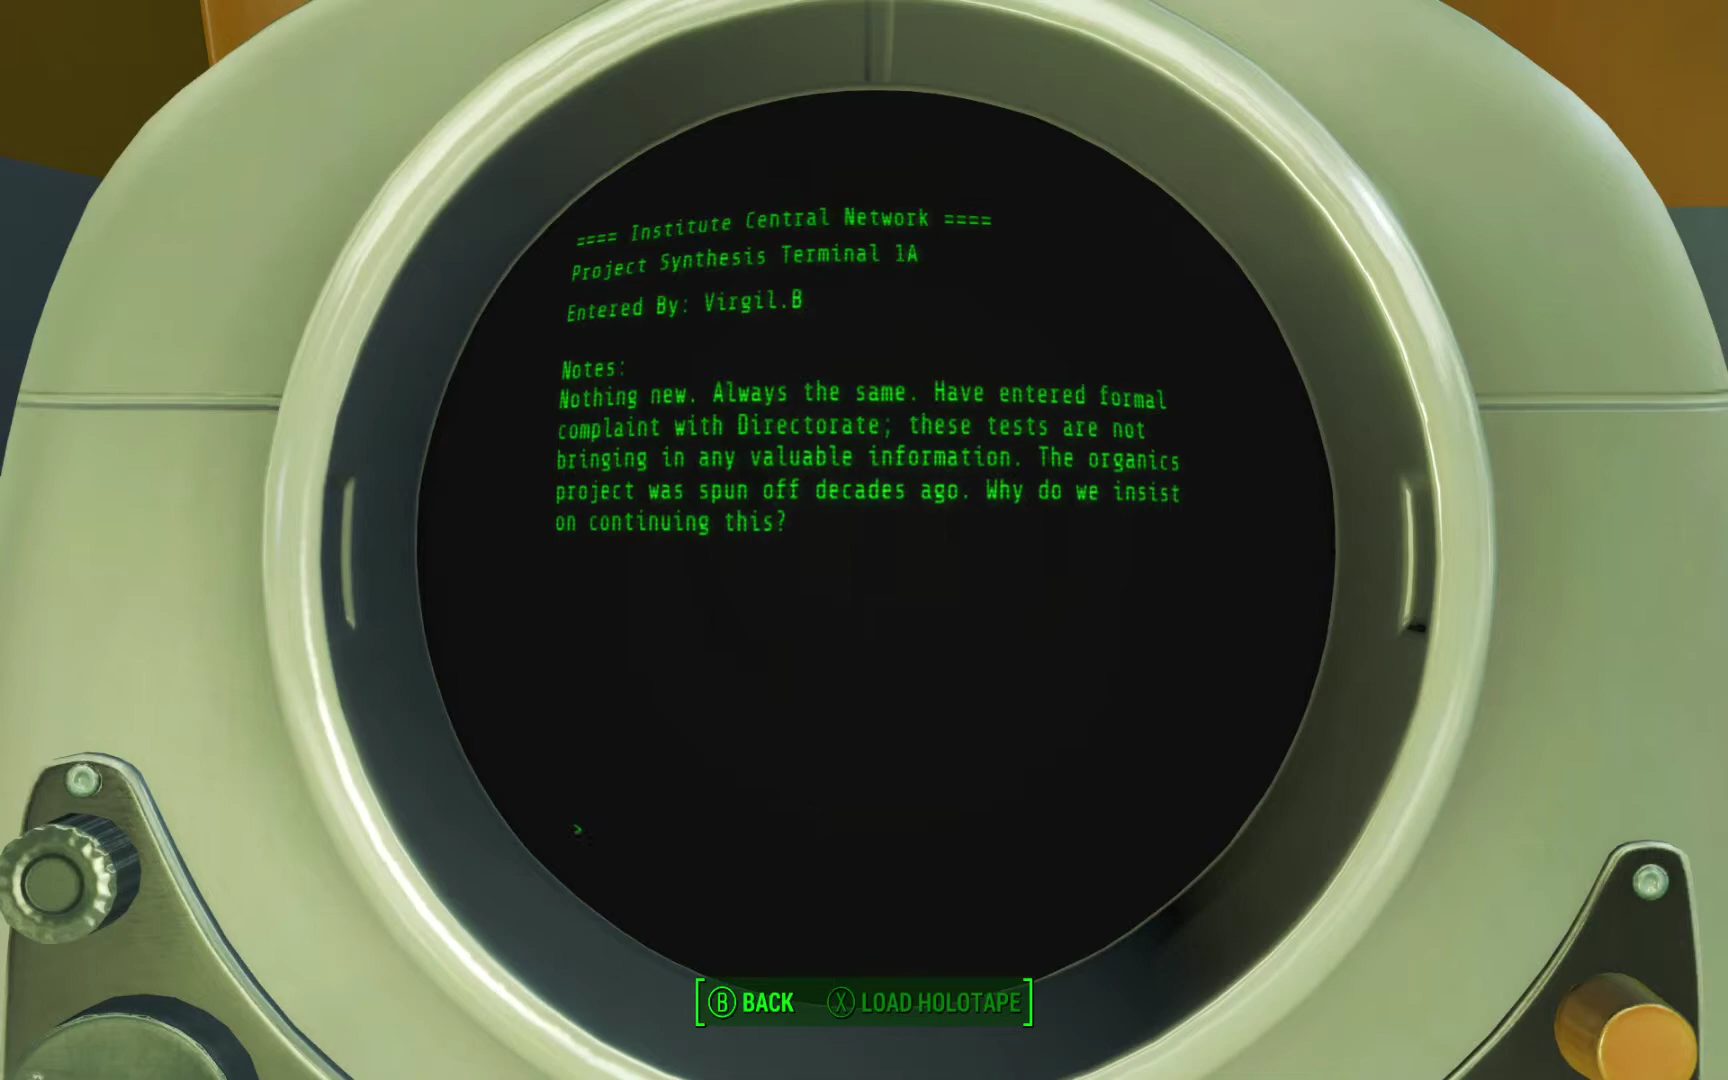 ==== Institute Central Network ====
Project Synthesis Terminal 1A
Entered By: Virgil.B
Notes:
Nothing new. Always the same. Have entered formal
complaint with Directorate; these tests are not
bringing in any valuable information. The organics
project was spun off decades ago. Why do we insist
on continuing this?
>
B BACK X LOAD HOLOTAPE